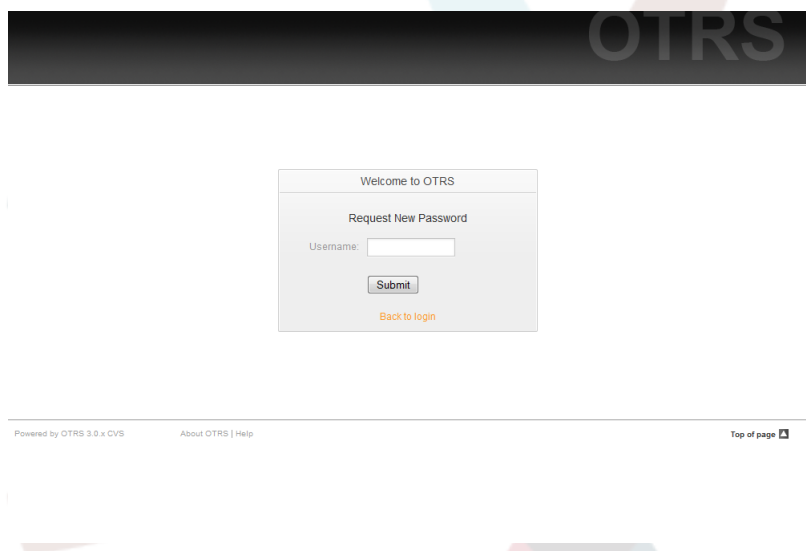 OTRS
Welcome to OTRS
Request New Password
Username:
Submit
Back to login
Powered by OTRS 3.0.x CVS About OTRS | Help Top of page